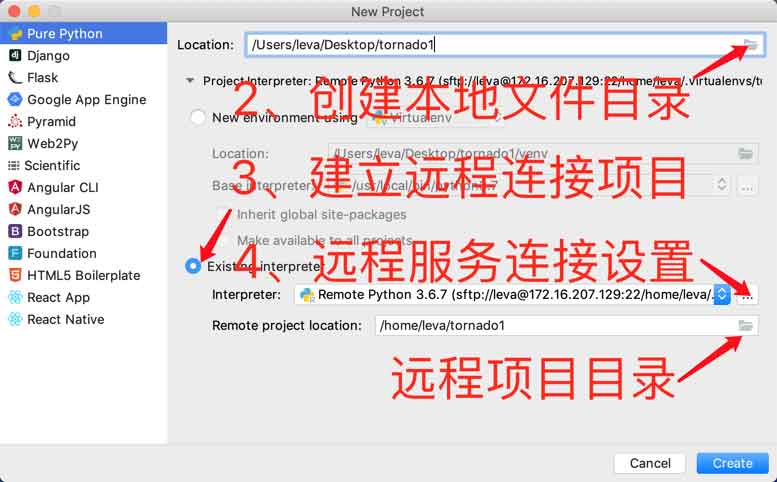 New Project
Pure Python
Django
Flask
Google App Engine
Pyramid
Web2Py
Scientific
Angular CLI
AngularJS
Bootstrap
Foundation
HTML5 Boilerplate
React App
React Native
Location: /Users/leva/Desktop/tornado1
Project Interpreter: Remote Python 3.6.7 (sftp://leva@172.16.207.129:22/home/leva/.virtualenvs/tu
2、创建本地文件目录
New environment using Virtualenv
Location: /Users/leva/Desktop/tornado1/venv
3、建立远程连接项目
Base interpreter: /usr/local/bin/python3.7
Inherit global site-packages
Make available to all projects
4、远程服务连接设置
Existing interpreter
Interpreter: Remote Python 3.6.7 (sftp://leva@172.16.207.129:22/home/leva/. ...
Remote project location: /home/leva/tornado1
远程项目目录
Cancel Create